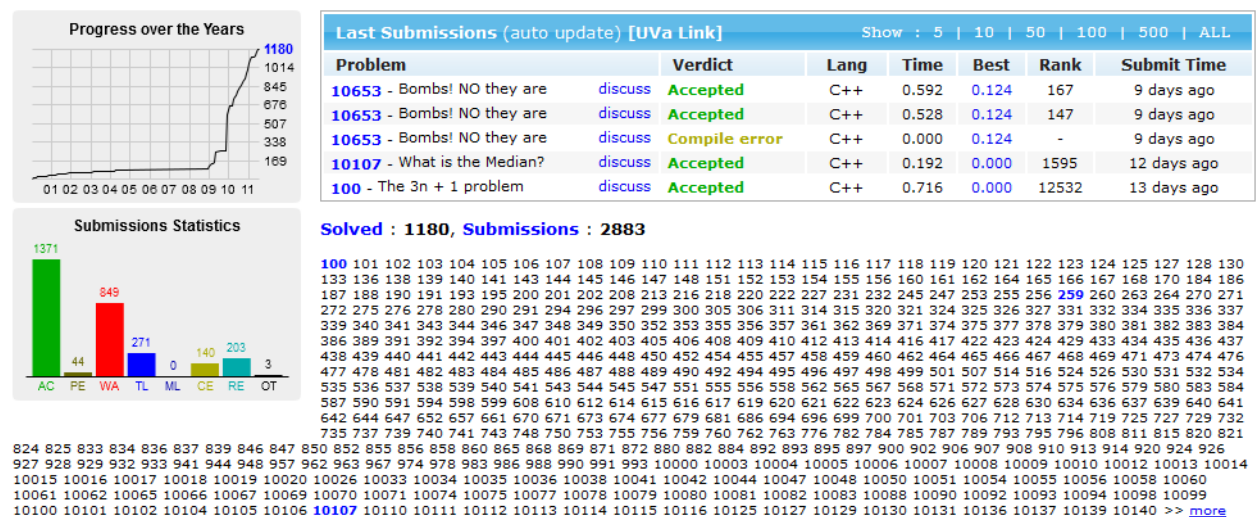 Progress over the Years
1180
1014
845
676
507
338
169
01 02 03 04 05 06 07 08 09 10 11
Submissions Statistics
1371
849
271
203
140
44
0
3
AC PE WA TL ML CE RE OT
Last Submissions (auto update) [UVa Link] Show : 5 | 10 | 50 | 100 | 500 | ALL
Problem Verdict Lang Time Best Rank Submit Time
10653 - Bombs! NO they are discuss Accepted C++ 0.592 0.124 167 9 days ago
10653 - Bombs! NO they are discuss Accepted C++ 0.528 0.124 147 9 days ago
10653 - Bombs! NO they are discuss Compile error C++ 0.000 0.124 - 9 days ago
10107 - What is the Median? discuss Accepted C++ 0.192 0.000 1595 12 days ago
100 - The 3n + 1 problem discuss Accepted C++ 0.716 0.000 12532 13 days ago
Solved : 1180, Submissions : 2883
100 101 102 103 104 105 106 107 108 109 110 111 112 113 114 115 116 117 118 119 120 121 122 123 124 125 127 128 130
133 136 138 139 140 141 143 144 145 146 147 148 151 152 153 154 155 156 160 161 162 164 165 166 167 168 170 184 186
187 188 190 191 193 195 200 201 202 208 213 216 218 220 222 227 231 232 245 247 253 255 256 259 260 263 264 270 271
272 275 276 278 280 290 291 294 296 297 299 300 305 306 311 314 315 320 321 324 325 326 327 331 332 334 335 336 337
339 340 341 343 344 346 347 348 349 350 352 353 355 356 357 361 362 369 371 374 375 377 378 379 380 381 382 383 384
386 389 391 392 394 397 400 401 402 403 405 406 408 409 410 412 413 414 416 417 422 423 424 429 433 434 435 436 437
438 439 440 441 442 443 444 445 446 448 450 452 454 455 457 458 459 460 462 464 465 466 467 468 469 471 473 474 476
477 478 481 482 483 484 485 486 487 488 489 490 492 494 495 496 497 498 499 501 507 514 516 524 526 530 531 532 534
535 536 537 538 539 540 541 543 544 545 547 551 555 556 558 562 565 567 568 571 572 573 574 575 576 579 580 583 584
587 590 591 594 598 599 608 610 612 614 615 616 617 619 620 621 622 623 624 626 627 628 630 634 636 637 639 640 641
642 644 647 652 657 661 670 671 673 674 677 679 681 686 694 696 699 700 701 703 706 712 713 714 719 725 727 729 732
735 737 739 740 741 743 748 750 753 755 756 759 760 762 763 776 782 784 785 787 789 793 795 796 808 811 815 820 821
824 825 833 834 836 837 839 846 847 850 852 855 856 858 860 865 868 869 871 872 880 882 884 892 893 895 897 900 902 906 907 908 910 913 914 920 924 926
927 928 929 932 933 941 944 948 957 962 963 967 974 978 983 986 988 990 991 993 10000 10003 10004 10005 10006 10007 10008 10009 10010 10012 10013 10014
10015 10016 10017 10018 10019 10020 10026 10033 10034 10035 10036 10038 10041 10042 10044 10047 10048 10050 10051 10054 10055 10056 10058 10060
10061 10062 10065 10066 10067 10069 10070 10071 10074 10075 10077 10078 10079 10080 10081 10082 10083 10088 10090 10092 10093 10094 10098 10099
10100 10101 10102 10104 10105 10106 10107 10110 10111 10112 10113 10114 10115 10116 10125 10127 10129 10130 10131 10136 10137 10139 10140 >> more